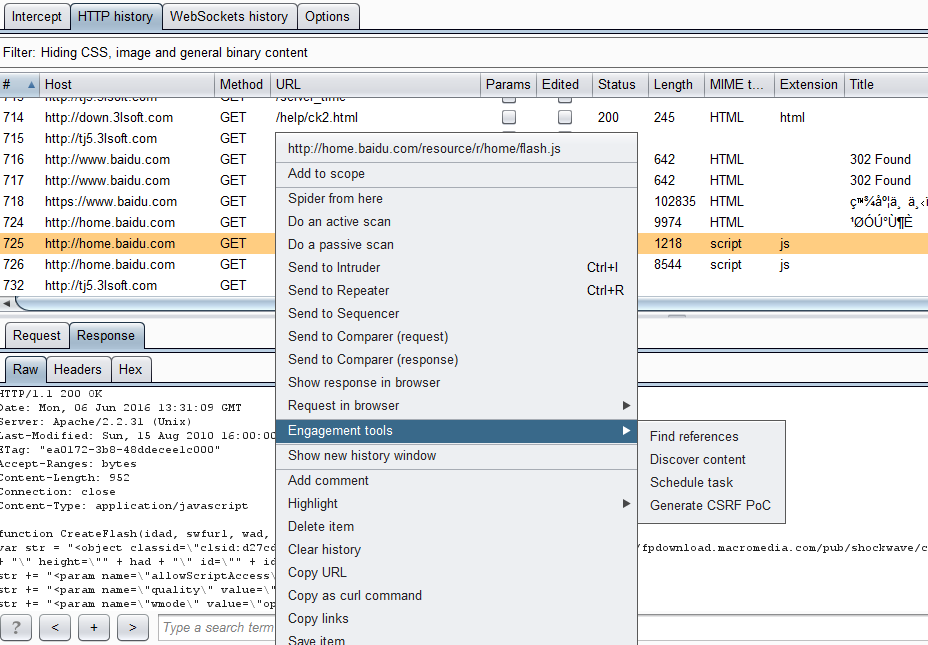 Intercept HTTP history WebSockets history Options
Filter: Hiding CSS, image and general binary content
# Host Method URL Params Edited Status Length MIME t... Extension Title
713 http://tj5.3lsoft.com GET /server_time
714 http://down.3lsoft.com GET /help/ck2.html 200 245 HTML html
715 http://tj5.3lsoft.com GET
716 http://www.baidu.com GET 642 HTML 302 Found
717 http://www.baidu.com GET 642 HTML 302 Found
718 https://www.baidu.com GET 102835 HTML
724 http://home.baidu.com GET 9974 HTML ¹ØÓÚ°Ù¶È
725 http://home.baidu.com GET 1218 script js
726 http://home.baidu.com GET 8544 script js
732 http://tj5.3lsoft.com GET
http://home.baidu.com/resource/r/home/flash.js
Add to scope
Spider from here
Do an active scan
Do a passive scan
Send to Intruder Ctrl+I
Send to Repeater Ctrl+R
Send to Sequencer
Send to Comparer (request)
Send to Comparer (response)
Show response in browser
Request in browser
Engagement tools
Show new history window
Add comment
Highlight
Delete item
Clear history
Copy URL
Copy as curl command
Copy links
Save item
Find references
Discover content
Schedule task
Generate CSRF PoC
Request Response
Raw Headers Hex
HTTP/1.1 200 OK
Date: Mon, 06 Jun 2016 13:31:09 GMT
Server: Apache/2.2.31 (Unix)
Last-Modified: Sun, 15 Aug 2010 16:00:00
ETag: "ea0172-3b8-48ddecee1c000"
Accept-Ranges: bytes
Content-Length: 952
Connection: close
Content-Type: application/javascript
function CreateFlash(idad, swfurl, wad,
var str = "<object classid=\"clsid:d27cd /fpdownload.macromedia.com/pub/shockwave/c
+ "\" height=\"" + had + "\" id=\"" + id
str += "<param name=\"allowScriptAccess\
str += "<param name=\"quality\" value=\"
str += "<param name=\"wmode\" value=\"op
? < + > Type a search term